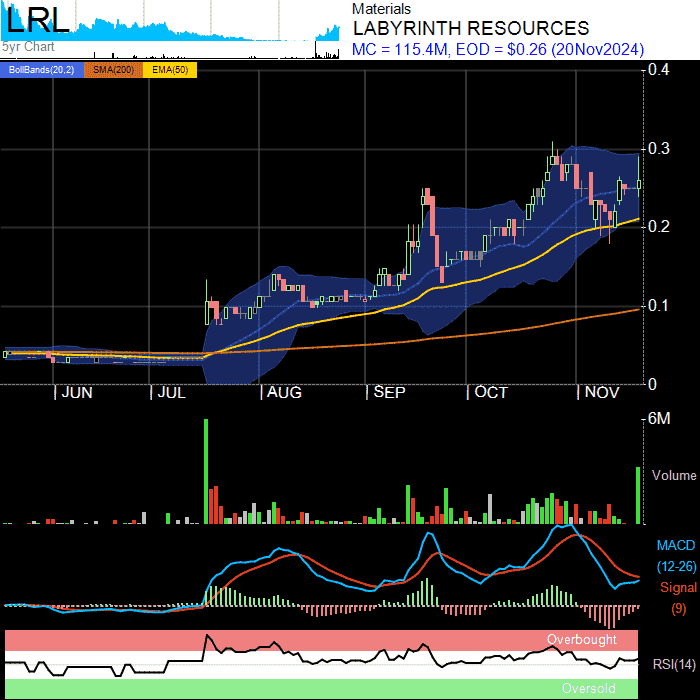 LRL
5yr Chart
Materials
LABYRINTH RESOURCES
MC = 115.4M, EOD = $0.26 (20Nov2024)
BollBands(20,2) SMA(200) EMA(50)
0.4
0.3
0.2
0.1
0
JUN JUL AUG SEP OCT NOV
6M
Volume
MACD
(12-26)
Signal
(9)
Overbought
RSI(14)
Oversold